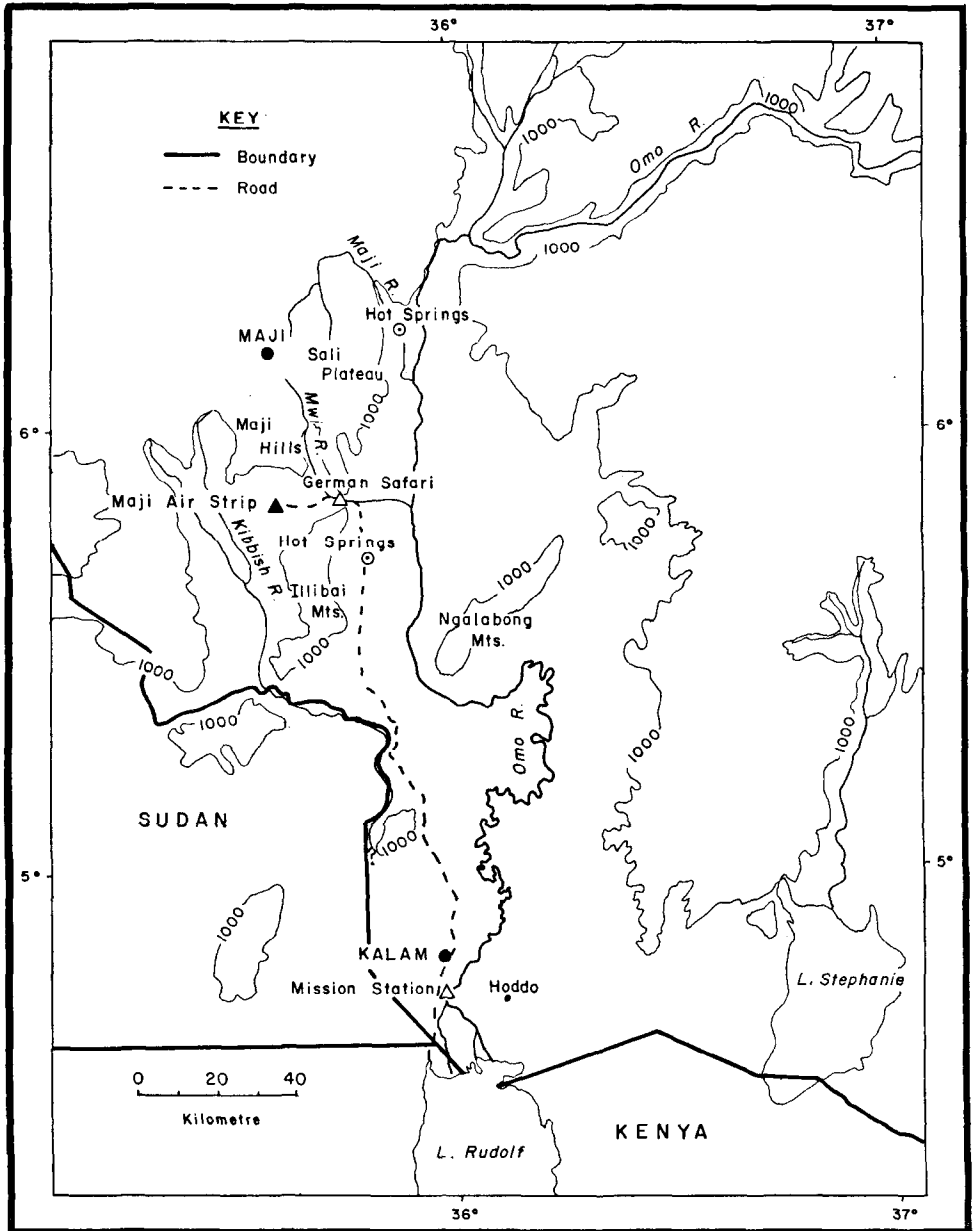 36°
37°
KEY
Boundary
Road
1000
1000
1000
Omo R.
1000
Maji R.
Hot Springs
MAJI
Sali
Plateau
1000
Mwi R.
6°
6°
Maji
Hills
German Safari
Maji Air Strip
Kibbish R.
Hot Springs
1000
1000
Illibai
Mts.
Ngalabong
Mts.
1000
1000
1000
Omo R.
1000
1000
SUDAN
1000
5°
5°
1000
KALAM
Mission Station
Hoddo
L. Stephanie
0 20 40
Kilometre
KENYA
L. Rudolf
36°
37°